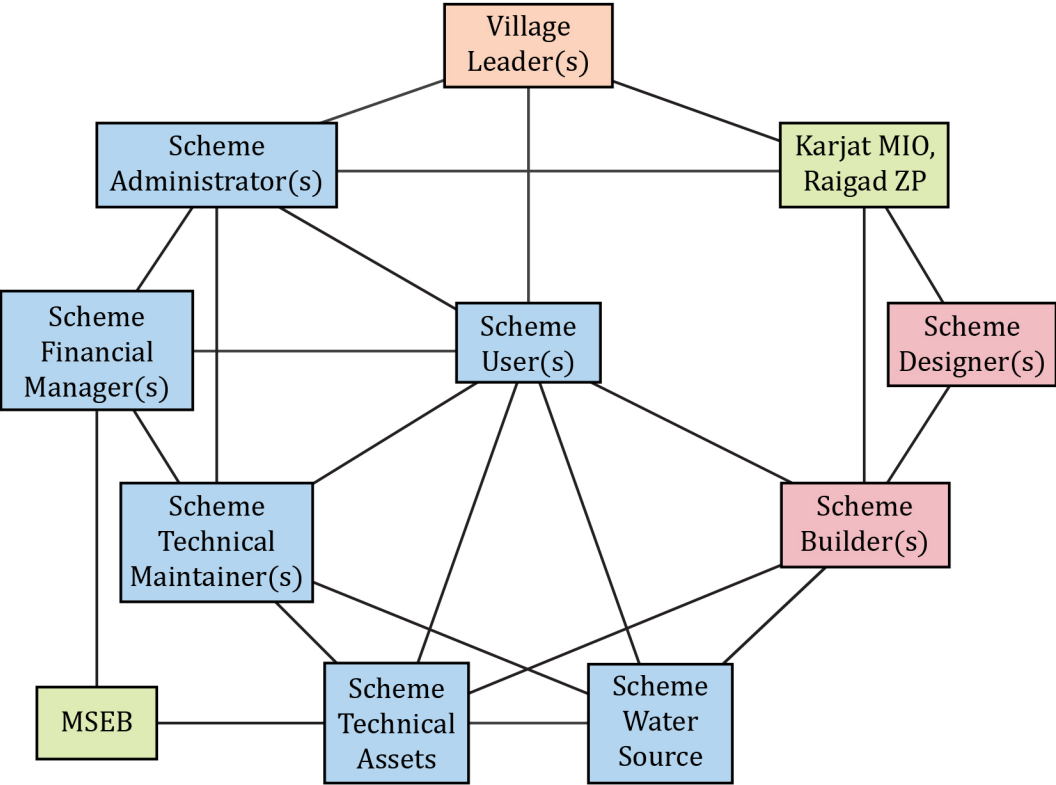 Village
Leader(s)
Scheme
Administrator(s)
Karjat MIO,
Raigad ZP
Scheme
Financial
Manager(s)
Scheme
User(s)
Scheme
Designer(s)
Scheme
Technical
Maintainer(s)
Scheme
Builder(s)
MSEB
Scheme
Technical
Assets
Scheme
Water
Source